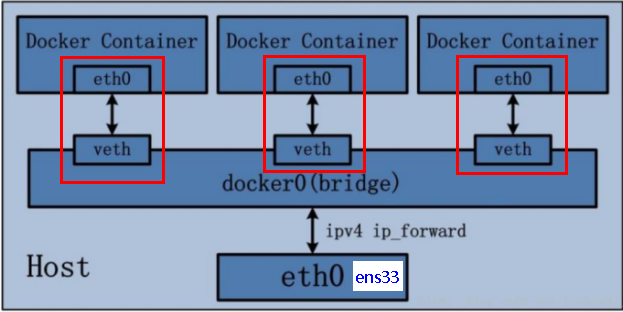 Docker Container Docker Container Docker Container
eth0 eth0 eth0
veth veth veth
docker0(bridge)
ipv4 ip_forward
Host
eth0 ens33